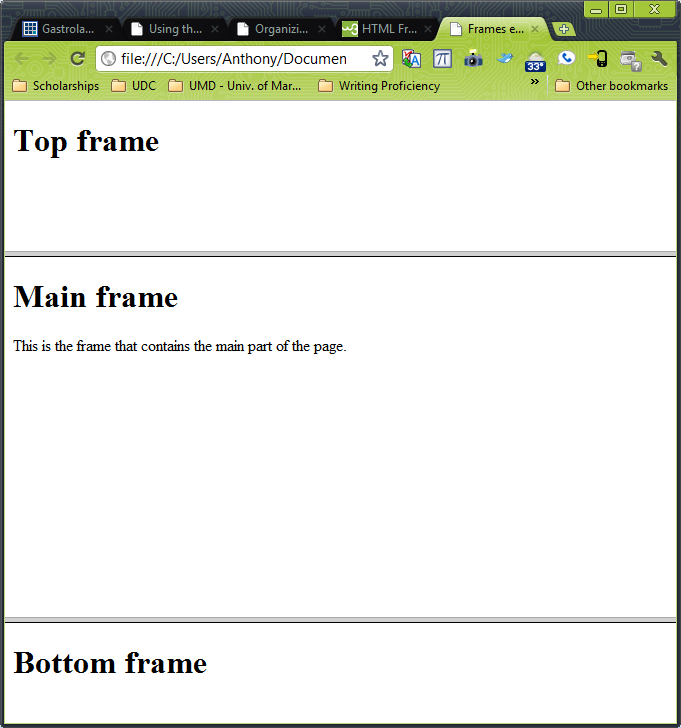 Gastrola... Using th... Organizi... HTML Fr... Frames e...
file:///C:/Users/Anthony/Documen 33°
Scholarships UDC UMD - Univ. of Mar... Writing Proficiency » Other bookmarks
Top frame
Main frame
This is the frame that contains the main part of the page.
Bottom frame